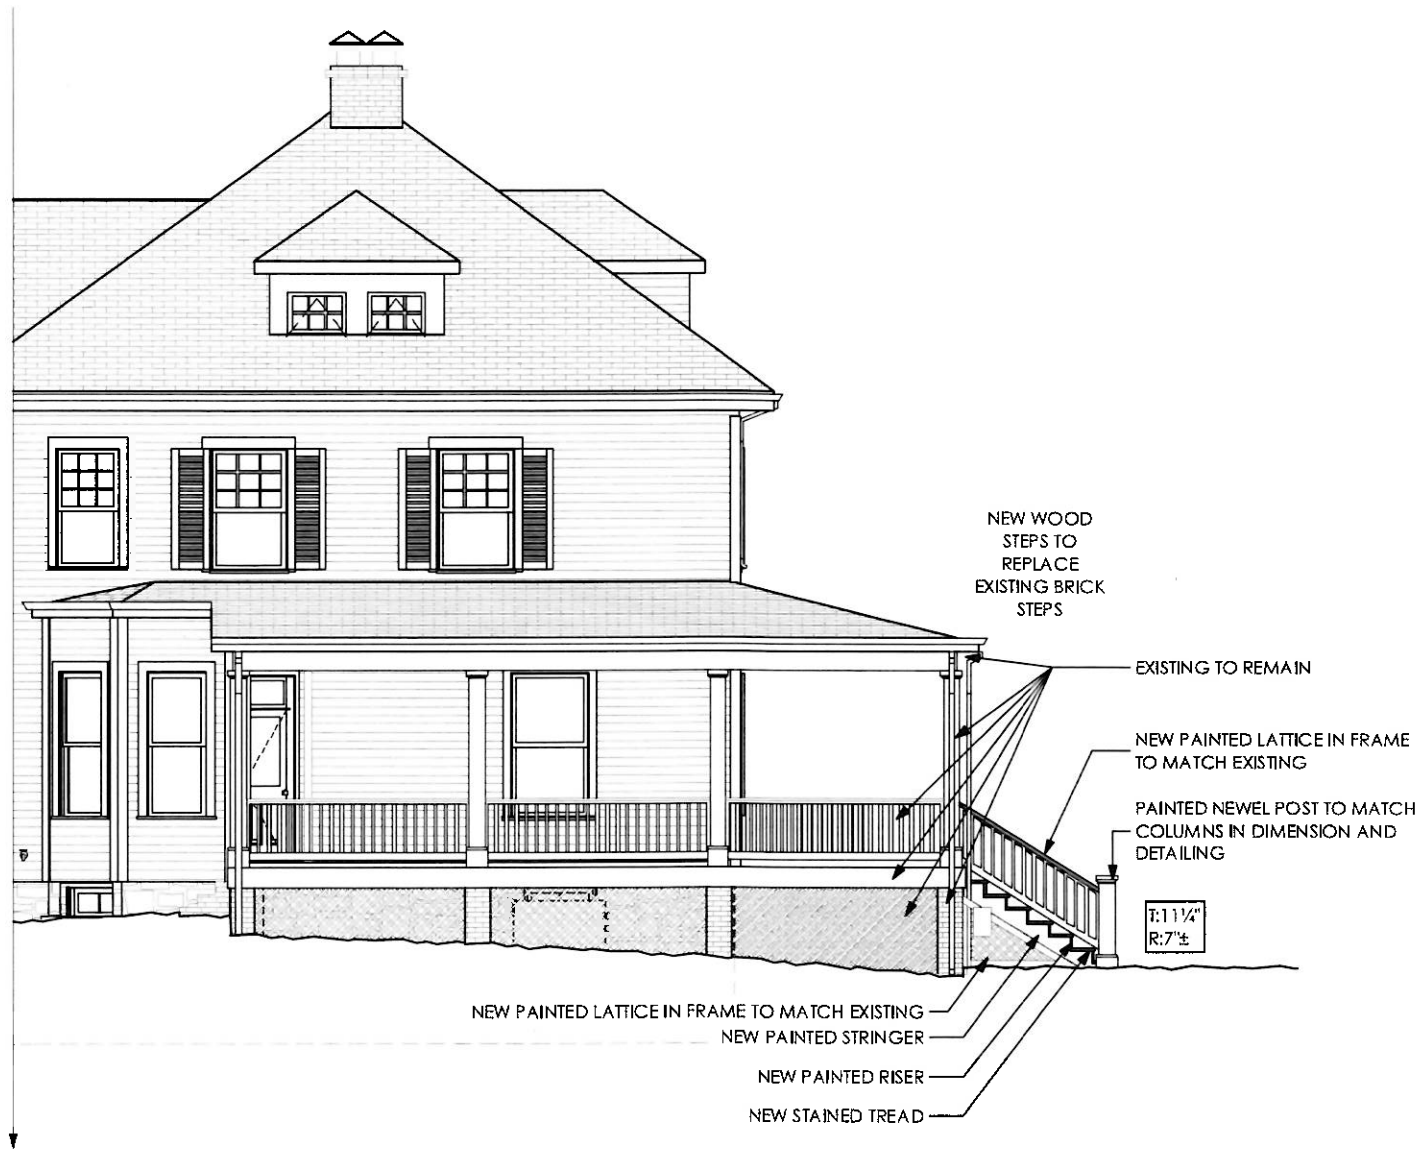 NEW WOOD
STEPS TO
REPLACE
EXISTING BRICK
STEPS
EXISTING TO REMAIN
NEW PAINTED LATTICE IN FRAME
TO MATCH EXISTING
PAINTED NEWEL POST TO MATCH
COLUMNS IN DIMENSION AND
DETAILING
T:11¼"
R:7"±
NEW PAINTED LATTICE IN FRAME TO MATCH EXISTING
NEW PAINTED STRINGER
NEW PAINTED RISER
NEW STAINED TREAD